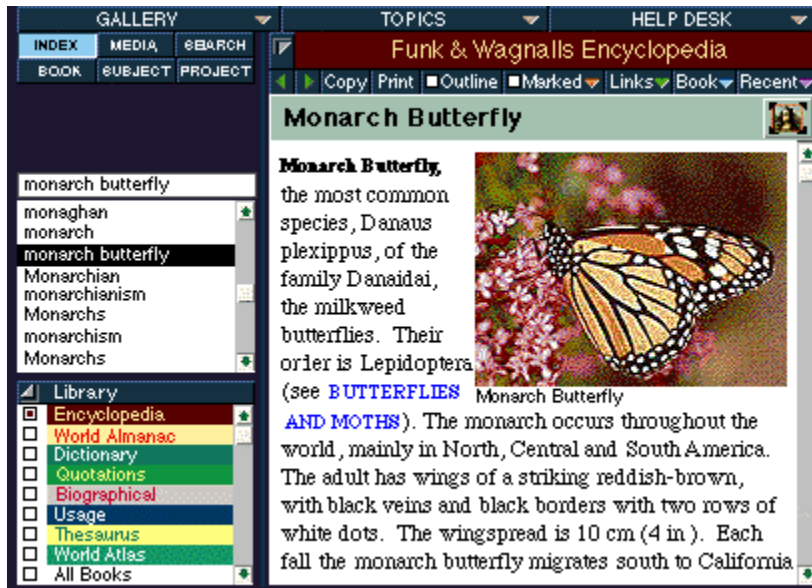 GALLERY
TOPICS
HELP DESK
INDEX
MEDIA
SEARCH
BOOK
SUBJECT
PROJECT
Funk & Wagnalls Encyclopedia
Copy Print Outline Marked Links Book Recent
Monarch Butterfly
monarch butterfly
monaghan
monarch
monarch butterfly
Monarchian
monarchianism
Monarchs
monarchism
Monarchs
Library
Encyclopedia
World Almanac
Dictionary
Quotations
Biographical
Usage
Thesaurus
World Atlas
All Books
Monarch Butterfly,
the most common
species, Danaus
plexippus, of the
family Danaidai,
the milkweed
butterflies. Their
orler is Lepidoptera
(see BUTTERFLIES
AND MOTHS). The monarch occurs throughout the
world, mainly in North, Central and South America.
The adult has wings of a striking reddish-brown,
with black veins and black borders with two rows of
white dots. The wingspread is 10 cm (4 in ). Each
fall the monarch butterfly migrates south to California
Monarch Butterfly